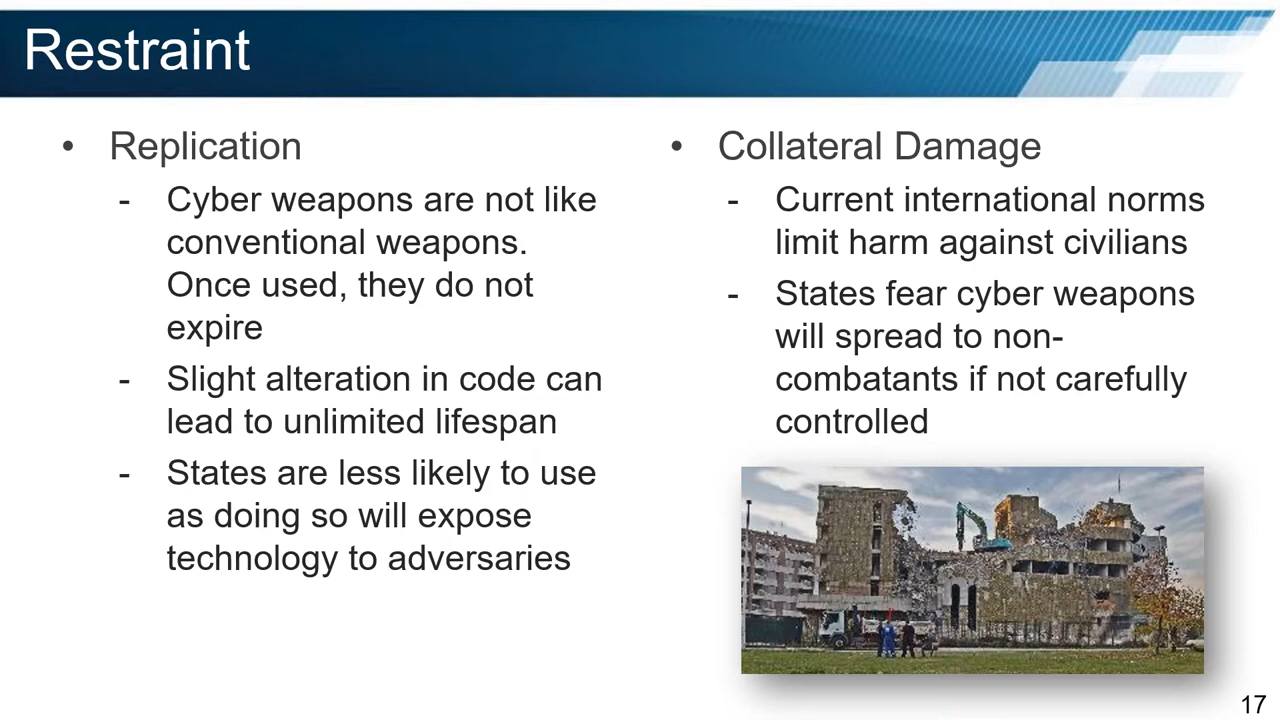 Restraint
• Replication
- Cyber weapons are not like
conventional weapons.
Once used, they do not
expire
- Slight alteration in code can
lead to unlimited lifespan
- States are less likely to use
as doing so will expose
technology to adversaries
• Collateral Damage
- Current international norms
limit harm against civilians
- States fear cyber weapons
will spread to non-
combatants if not carefully
controlled
17